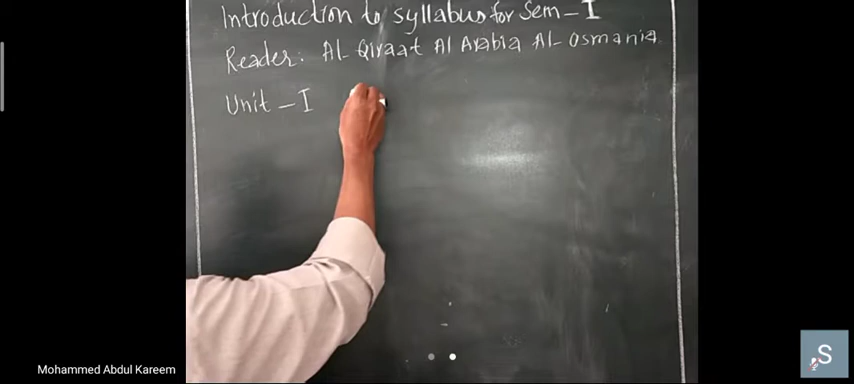 Introduction to syllabus for Sem-I
Reader: Al-Qiraat Al Arabia Al-Osmania
Unit-I
Mohammed Abdul Kareem
S